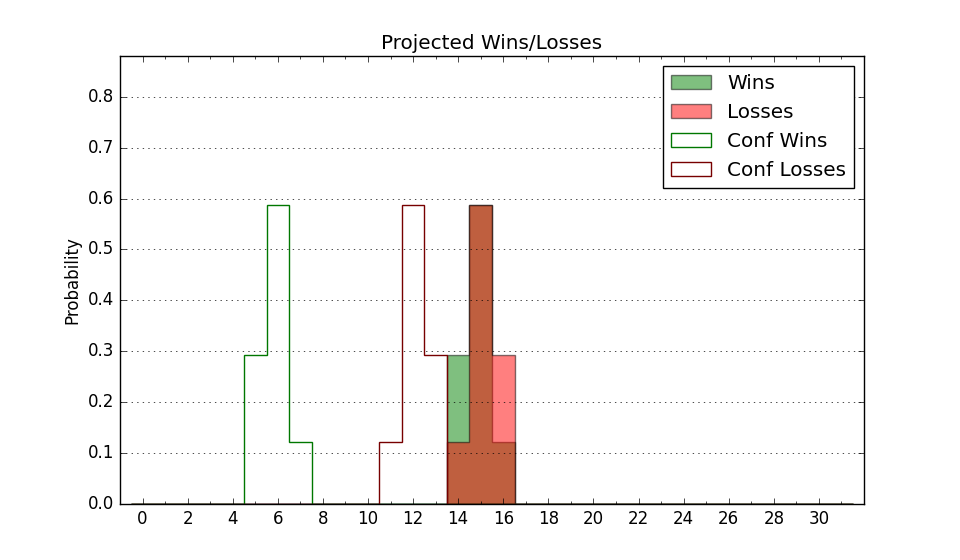 Projected Wins/Losses
Wins
Losses
Conf Wins
Conf Losses
Probability
0.8
0.7
0.6
0.5
0.4
0.3
0.2
0.1
0.0
0 2 4 6 8 10 12 14 16 18 20 22 24 26 28 30